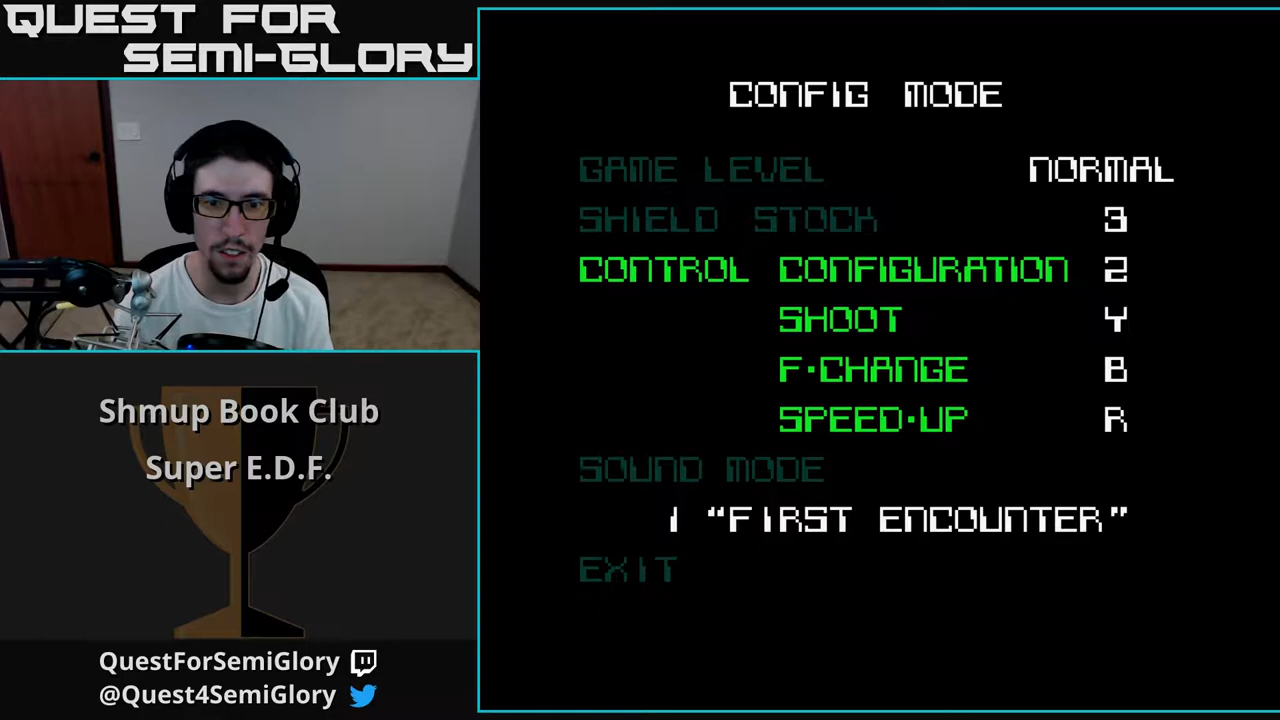 QUEST FOR
SEMI-GLORY
Shmup Book Club
Super E.D.F.
QuestForSemiGlory
@Quest4SemiGlory
CONFIG MODE
GAME LEVEL NORMAL
SHIELD STOCK 3
CONTROL CONFIGURATION 2
SHOOT Y
F·CHANGE B
SPEED·UP R
SOUND MODE
1 “FIRST ENCOUNTER”
EXIT